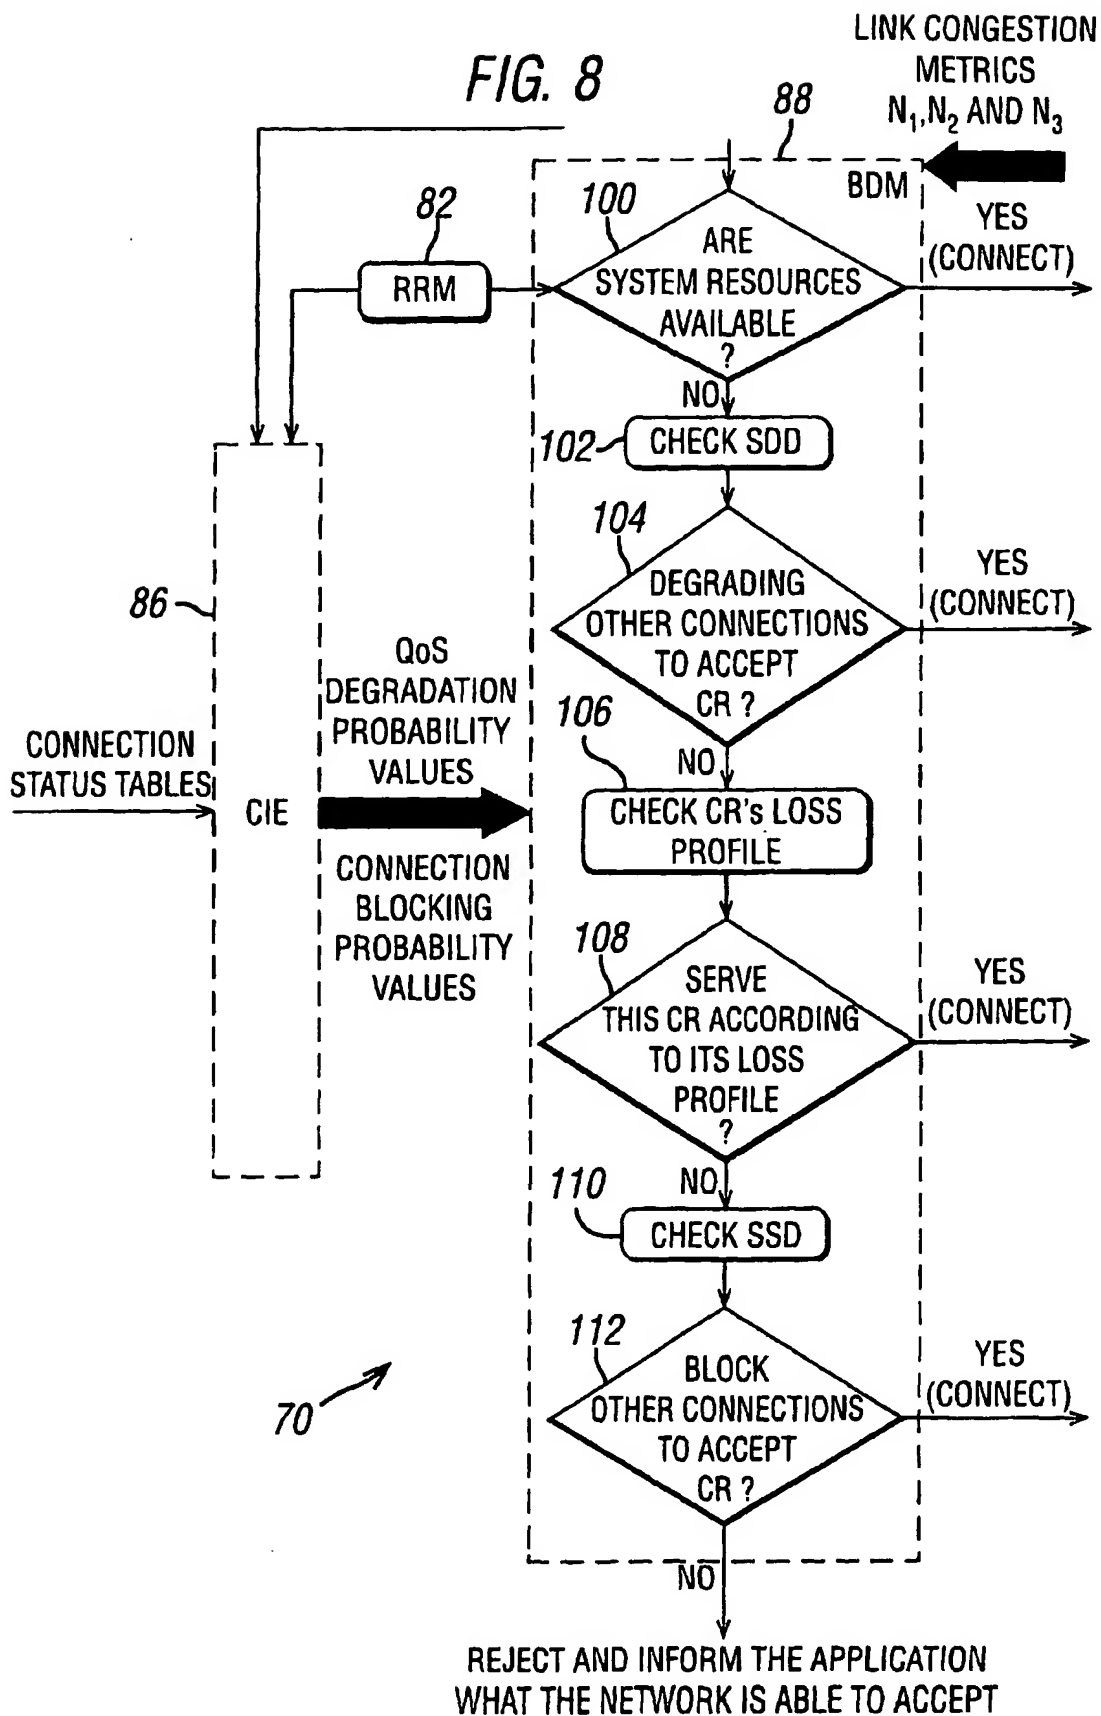 FIG. 8
LINK CONGESTION
METRICS
N1,N2 AND N3
88
BDM
82
RRM
100
ARE
SYSTEM RESOURCES
AVAILABLE
?
YES
(CONNECT)
NO
102
CHECK SDD
104
DEGRADING
OTHER CONNECTIONS
TO ACCEPT
CR ?
YES
(CONNECT)
86
CONNECTION
STATUS TABLES
CIE
QoS
DEGRADATION
PROBABILITY
VALUES
CONNECTION
BLOCKING
PROBABILITY
VALUES
NO
106
CHECK CR's LOSS
PROFILE
108
SERVE
THIS CR ACCORDING
TO ITS LOSS
PROFILE
?
YES
(CONNECT)
NO
110
CHECK SSD
112
BLOCK
OTHER CONNECTIONS
TO ACCEPT
CR ?
YES
(CONNECT)
70
NO
REJECT AND INFORM THE APPLICATION
WHAT THE NETWORK IS ABLE TO ACCEPT